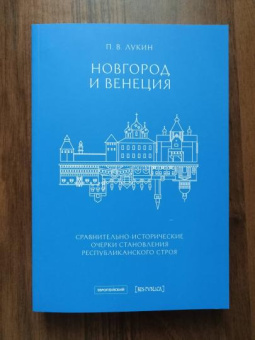 П. В. ЛУКИН
НОВГОРОД
И ВЕНЕЦИЯ
СРАВНИТЕЛЬНО-ИСТОРИЧЕСКИЕ
ОЧЕРКИ СТАНОВЛЕНИЯ
РЕСПУБЛИКАНСКОГО СТРОЯ